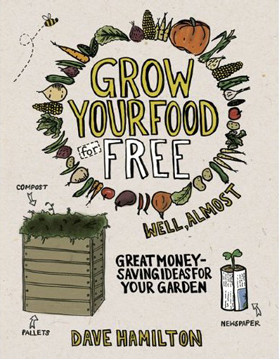 GROW
YOUR FOOD
[for]
FREE
WELL, ALMOST
COMPOST
GREAT MONEY-
SAVING IDEAS FOR
YOUR GARDEN
PALLETS
NEWSPAPER
DAVE HAMILTON